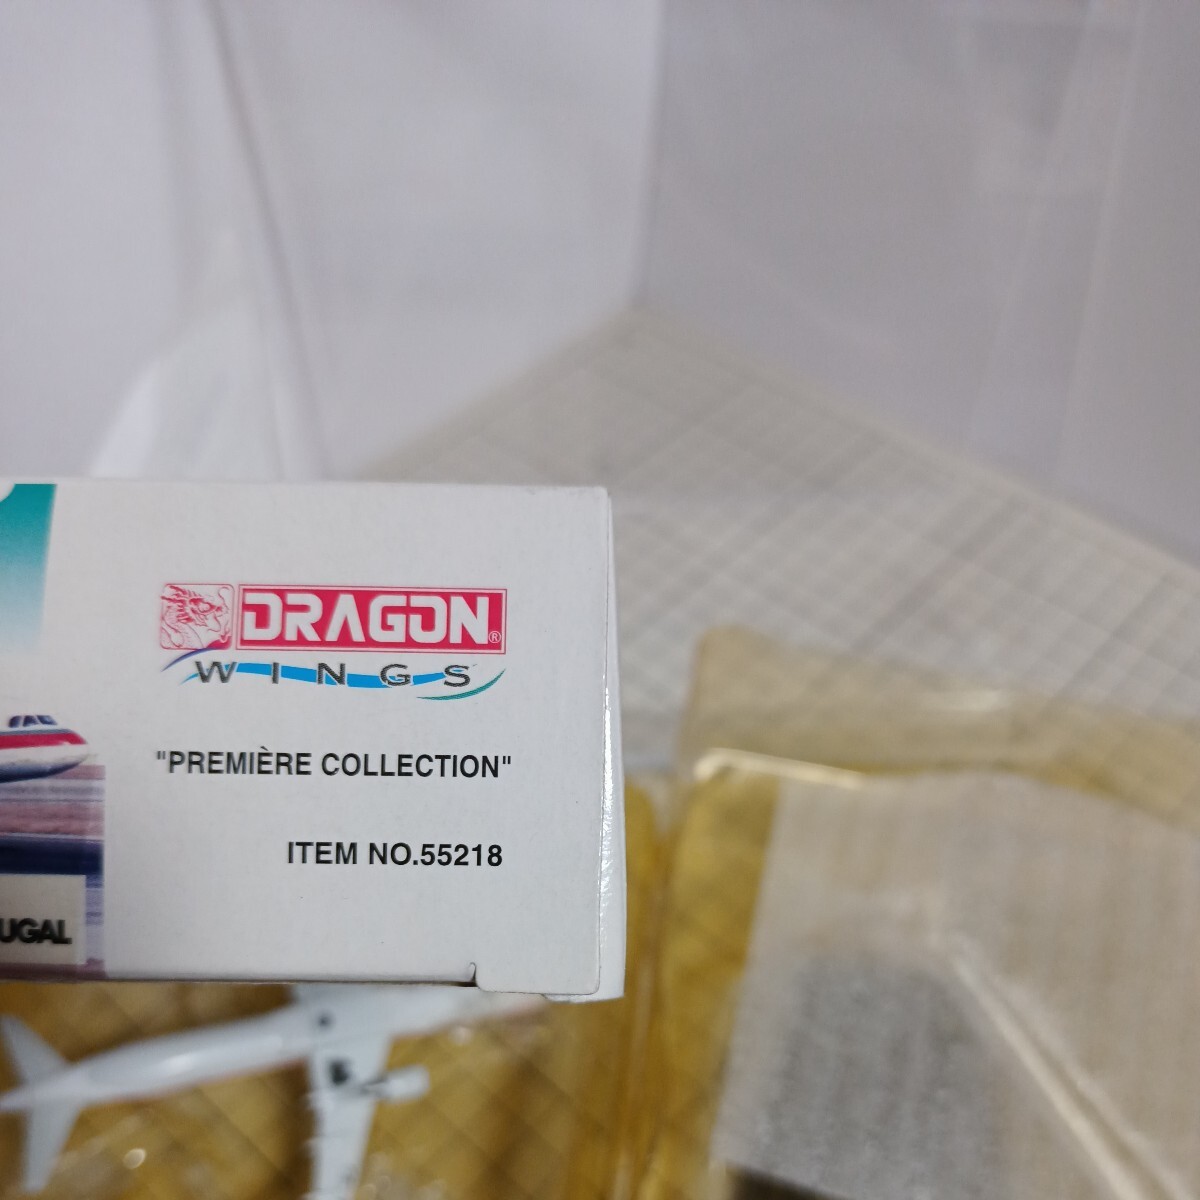 DRAGON®
WINGS
"PREMIÈRE COLLECTION"
ITEM NO.55218
UGAL